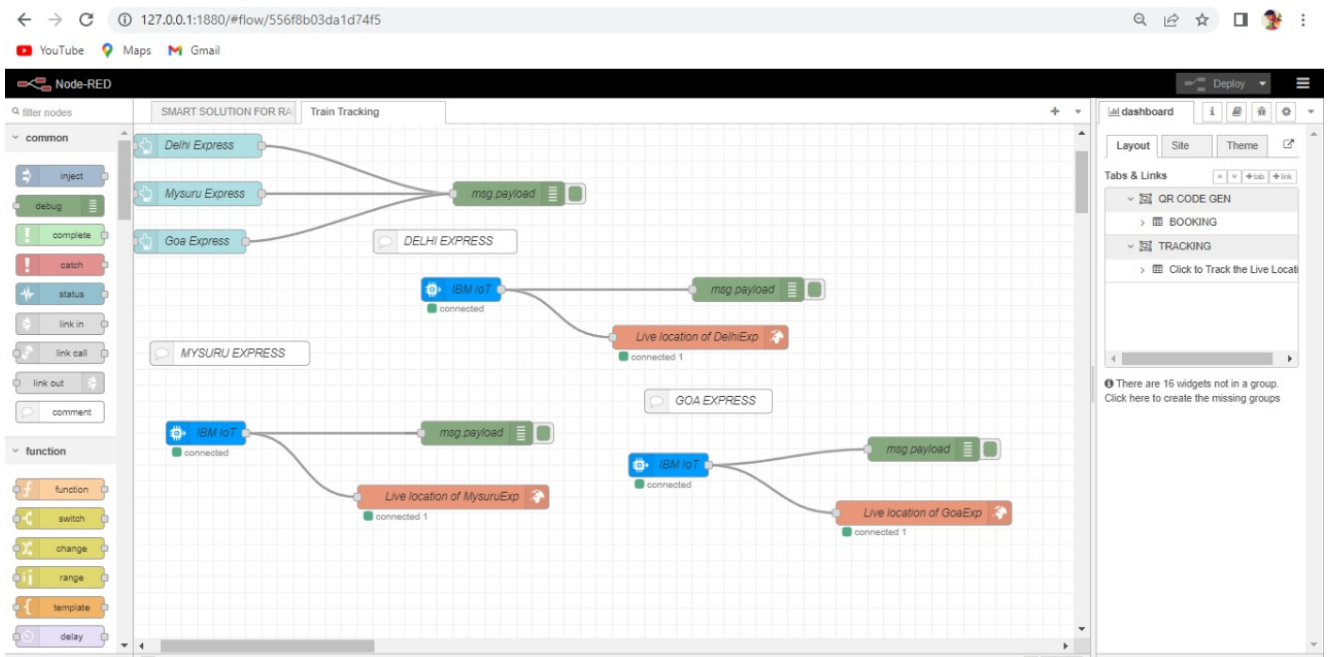 127.0.0.1:1880/#flow/556f8b03da1d74f5
YouTube Maps Gmail
Node-RED Deploy
filter nodes
SMART SOLUTION FOR RA Train Tracking
dashboard
common
inject
debug
complete
catch
status
link in
link call
link out
comment
function
function
switch
change
range
template
delay
Delhi Express
Mysuru Express
Goa Express
msg.payload
DELHI EXPRESS
IBM IoT
connected
msg.payload
Live location of DelhiExp
connected 1
MYSURU EXPRESS
IBM IoT
connected
msg.payload
Live location of MysuruExp
connected 1
GOA EXPRESS
IBM IoT
connected
msg.payload
Live location of GoaExp
connected 1
Layout Site Theme
Tabs & Links +tab +link
QR CODE GEN
BOOKING
TRACKING
Click to Track the Live Locati
There are 16 widgets not in a group.
Click here to create the missing groups